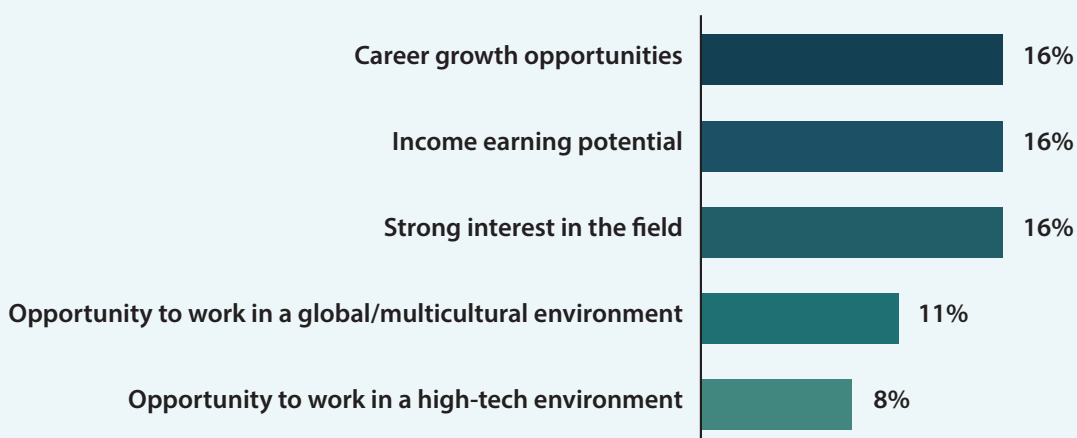 Career growth opportunities 16%
Income earning potential 16%
Strong interest in the field 16%
Opportunity to work in a global/multicultural environment 11%
Opportunity to work in a high-tech environment 8%